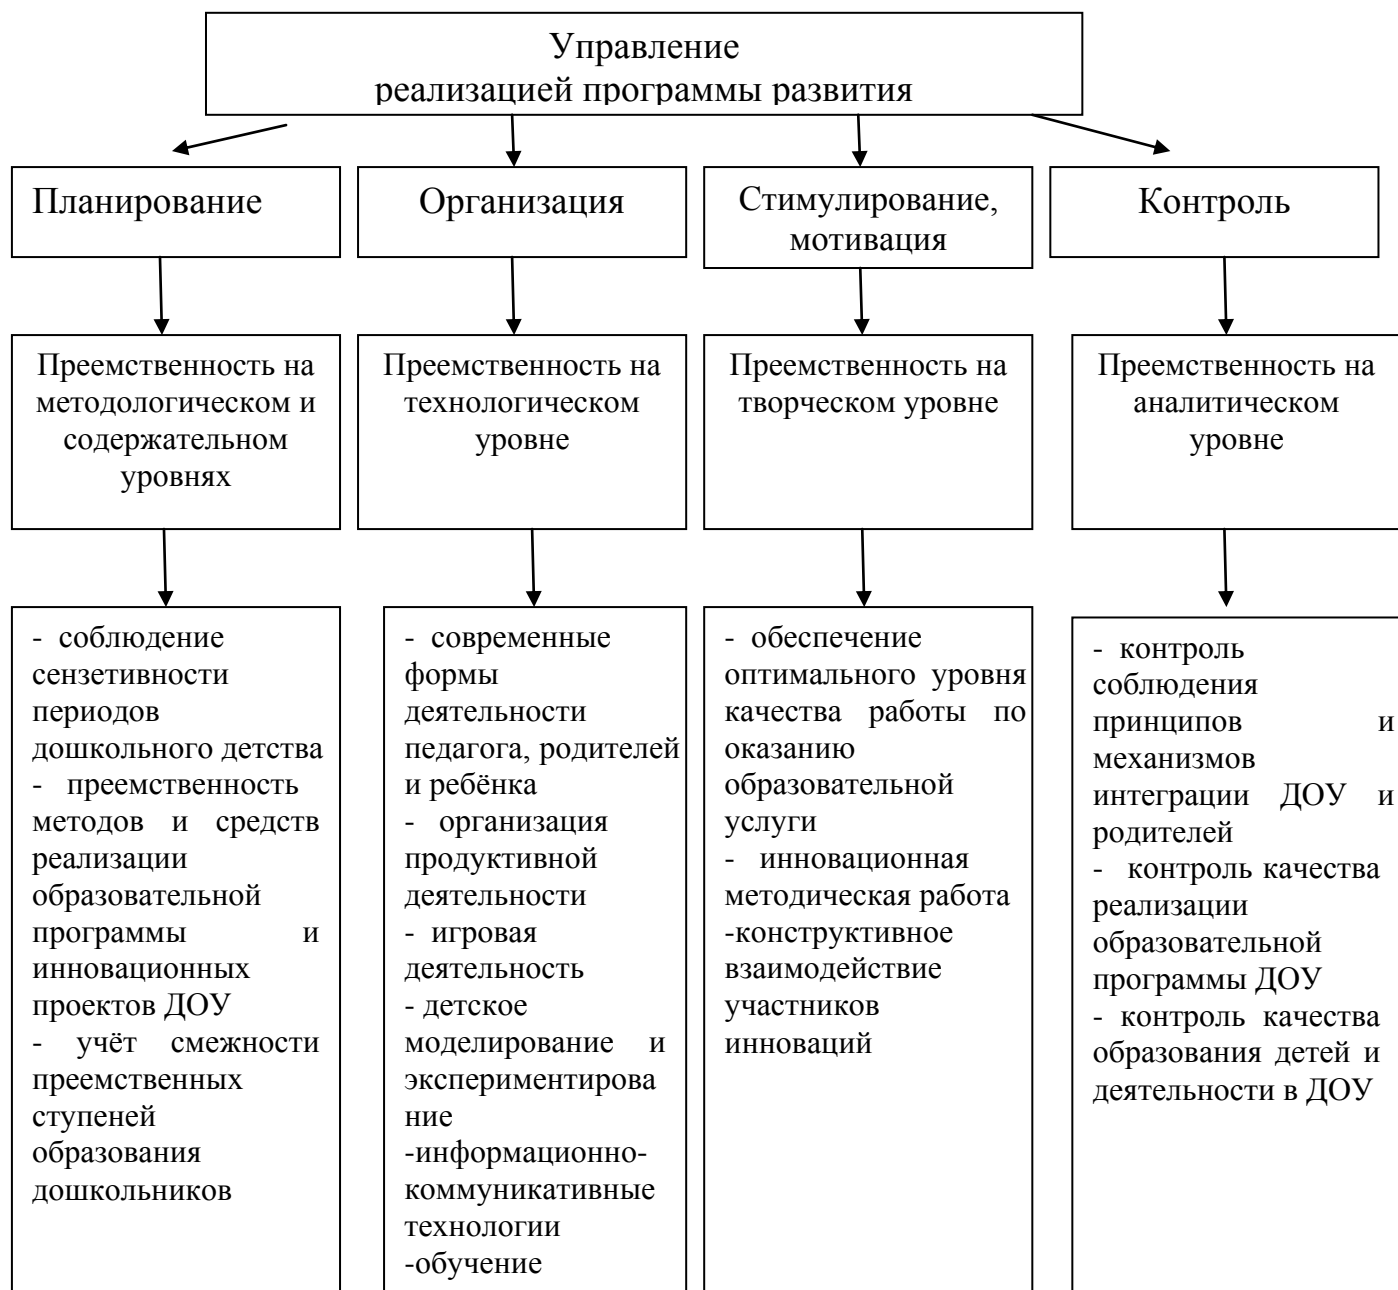 Управление
реализацией программы развития
Планирование
Организация
Стимулирование,
мотивация
Контроль
Преемственность на
методологическом и
содержательном
уровнях
Преемственность на
технологическом
уровне
Преемственность на
творческом уровне
Преемственность на
аналитическом
уровне
- соблюдение
сензетивности
периодов
дошкольного детства
- преемственность
методов и средств
реализации
образовательной
программы и
инновационных
проектов ДОУ
- учёт смежности
преемственных
ступеней
образования
дошкольников
- современные
формы
деятельности
педагога, родителей
и ребёнка
- организация
продуктивной
деятельности
- игровая
деятельность
- детское
моделирование и
экспериментирова
ние
-информационно-
коммуникативные
технологии
-обучение
- обеспечение
оптимального уровня
качества работы по
оказанию
образовательной
услуги
- инновационная
методическая работа
-конструктивное
взаимодействие
участников
инноваций
- контроль
соблюдения
принципов и
механизмов
интеграции ДОУ и
родителей
- контроль качества
реализации
образовательной
программы ДОУ
- контроль качества
образования детей и
деятельности в ДОУ